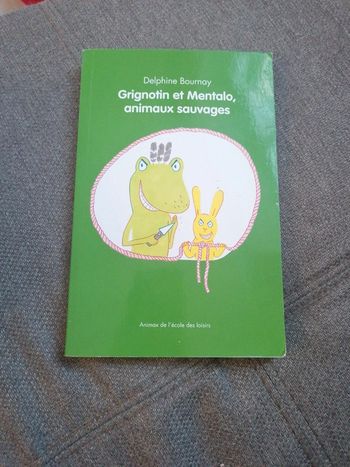 Delphine Bournay
Grignotin et Mentalo,
animaux sauvages
Animax de l'école des loisirs